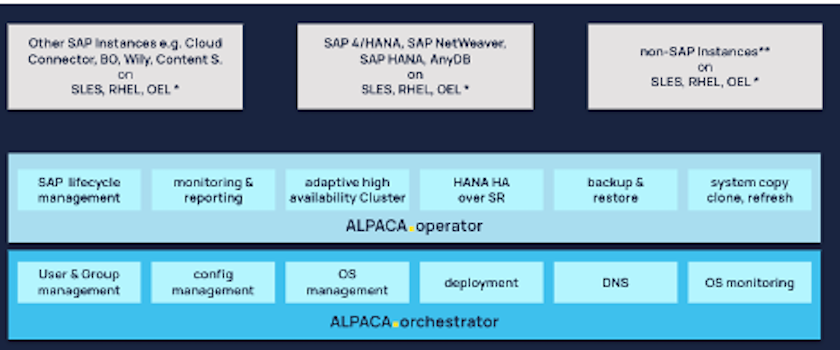 Other SAP Instances e.g. Cloud
Connector, BO, Wily, Content S.
on
SLES, RHEL, OEL *
SAP 4/HANA, SAP NetWeaver,
SAP HANA, AnyDB
on
SLES, RHEL, OEL *
non-SAP Instances**
on
SLES, RHEL, OEL *
SAP lifecycle
management
monitoring &
reporting
adaptive high
availability Cluster
HANA HA
over SR
backup &
restore
system copy
clone, refresh
ALPACA.operator
User & Group
management
config
management
OS
management
deployment
DNS
OS monitoring
ALPACA.orchestrator